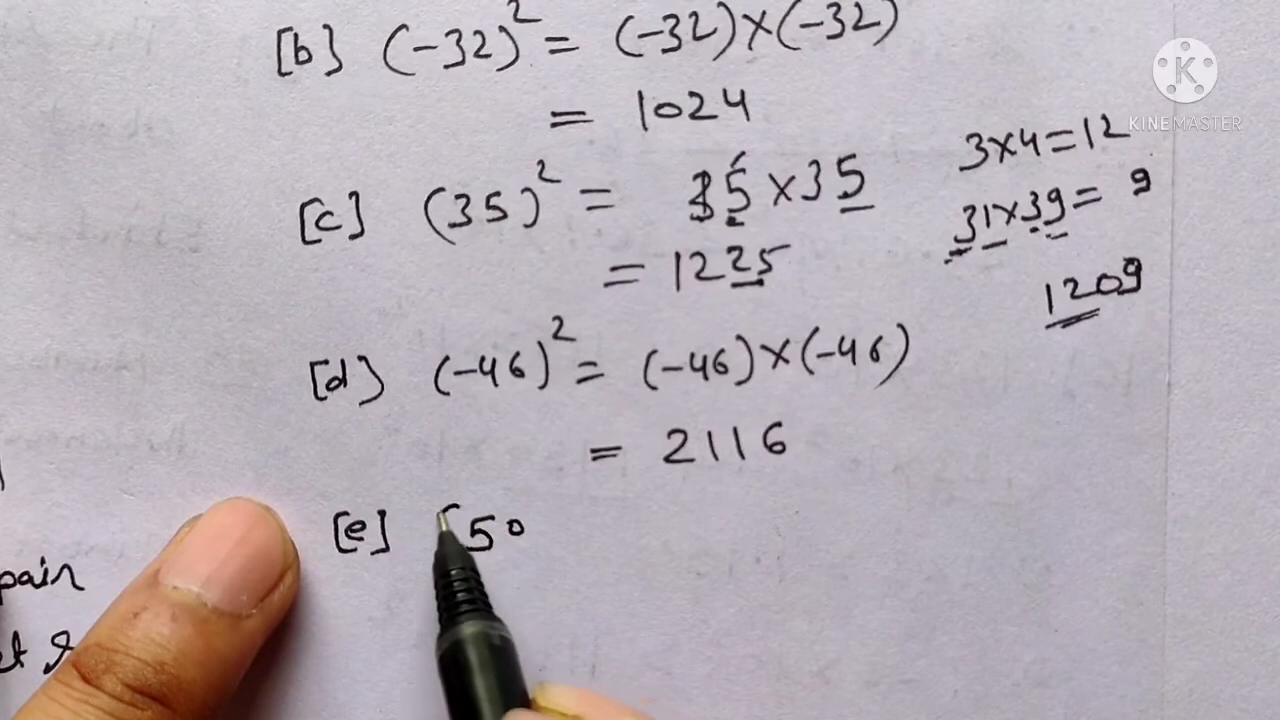 [b] (-32)² = (-32)×(-32)
= 1024
[c] (35)² = 35×35
= 1225
[d] (-46)² = (-46)×(-46)
= 2116
[e] (50
3×4=12
31×39= 9
1209
pain
KINEMASTER